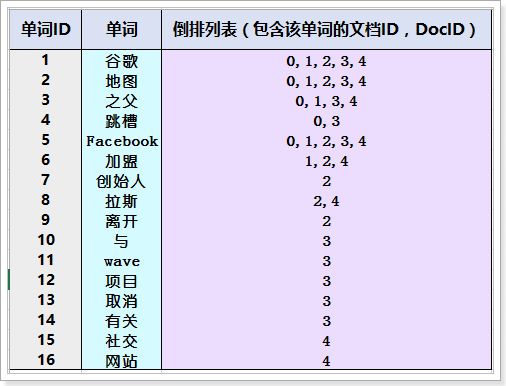 单词ID 单词 倒排列表（包含该单词的文档ID，DocID）
1 谷歌 0, 1, 2, 3, 4
2 地图 0, 1, 2, 3, 4
3 之父 0, 1, 3, 4
4 跳槽 0, 3
5 Facebook 0, 1, 2, 3, 4
6 加盟 1, 2, 4
7 创始人 2
8 拉斯 2, 4
9 离开 2
10 与 3
11 wave 3
12 项目 3
13 取消 3
14 有关 3
15 社交 4
16 网站 4